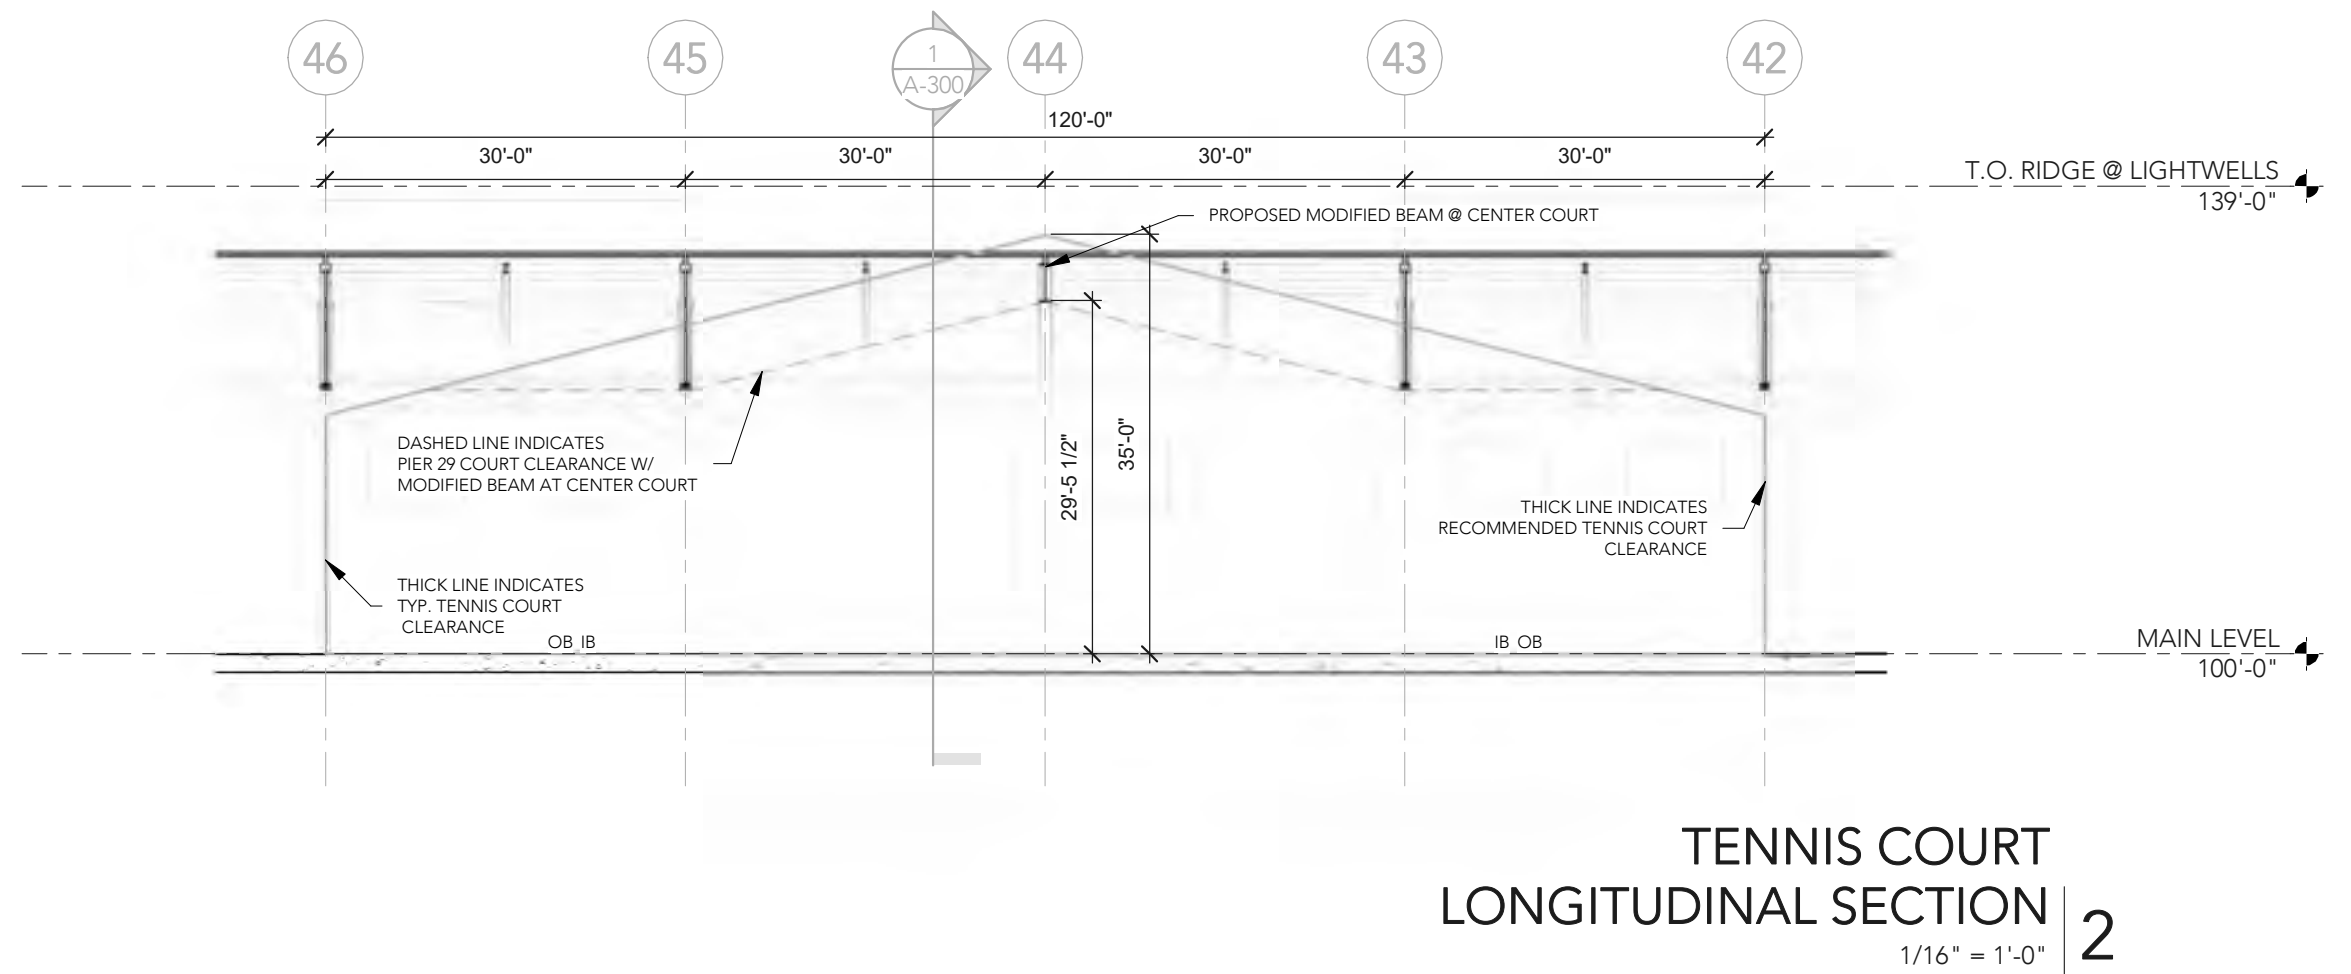 46
45
1
A-300
44
43
42
120'-0"
30'-0"
30'-0"
30'-0"
30'-0"
T.O. RIDGE @ LIGHTWELLS
139'-0"
PROPOSED MODIFIED BEAM @ CENTER COURT
DASHED LINE INDICATES
PIER 29 COURT CLEARANCE W/
MODIFIED BEAM AT CENTER COURT
29'-5 1/2"
35'-0"
THICK LINE INDICATES
RECOMMENDED TENNIS COURT
CLEARANCE
THICK LINE INDICATES
TYP. TENNIS COURT
CLEARANCE
OB IB
IB OB
MAIN LEVEL
100'-0"
TENNIS COURT
LONGITUDINAL SECTION
1/16" = 1'-0"
2